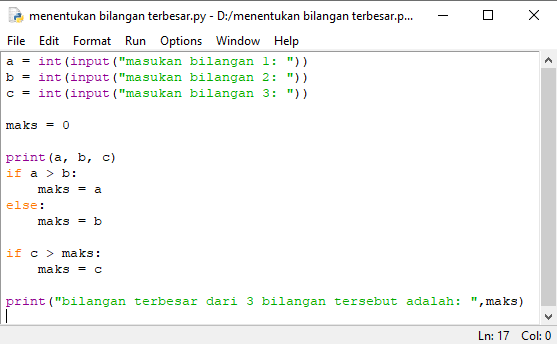 menentukan bilangan terbesar.py - D:/menentukan bilangan terbesar.p...
File Edit Format Run Options Window Help
a = int(input("masukan bilangan 1: "))
b = int(input("masukan bilangan 2: "))
c = int(input("masukan bilangan 3: "))
maks = 0
print(a, b, c)
if a > b:
    maks = a
else:
    maks = b
if c > maks:
    maks = c
print("bilangan terbesar dari 3 bilangan tersebut adalah: ",maks)
Ln: 17 Col: 0